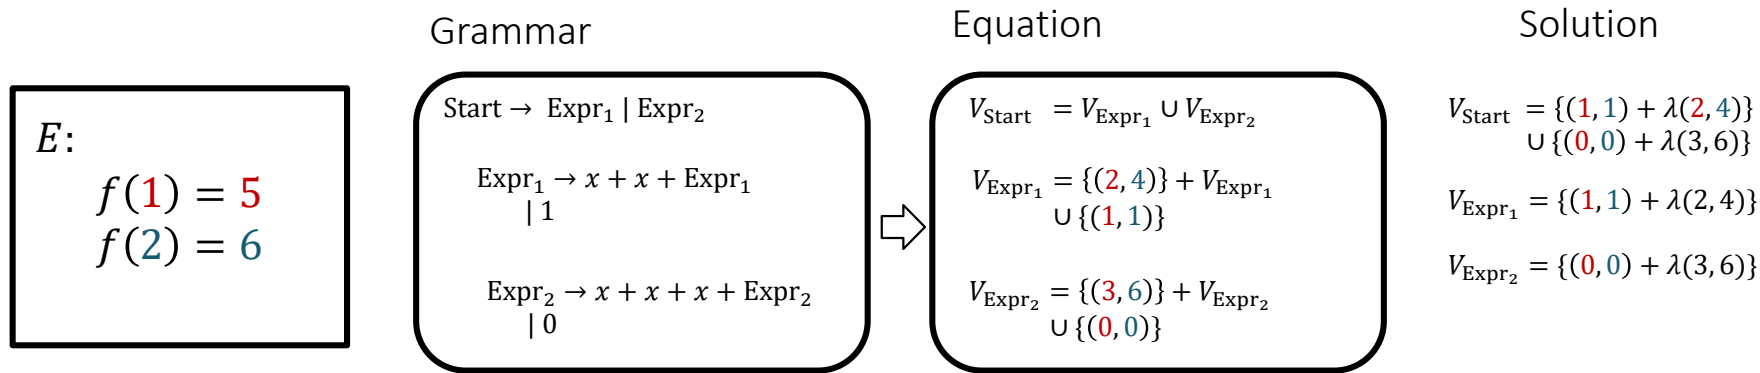 Grammar
Equation
Solution
E:
f(1) = 5
f(2) = 6
Start → Expr₁ | Expr₂
Expr₁ → x + x + Expr₁
| 1
Expr₂ → x + x + x + Expr₂
| 0
V_Start = V_Expr₁ ∪ V_Expr₂
V_Expr₁ = {(2, 4)} + V_Expr₁
∪ {(1, 1)}
V_Expr₂ = {(3, 6)} + V_Expr₂
∪ {(0, 0)}
V_Start = {(1, 1) + λ(2, 4)}
∪ {(0, 0) + λ(3, 6)}
V_Expr₁ = {(1, 1) + λ(2, 4)}
V_Expr₂ = {(0, 0) + λ(3, 6)}